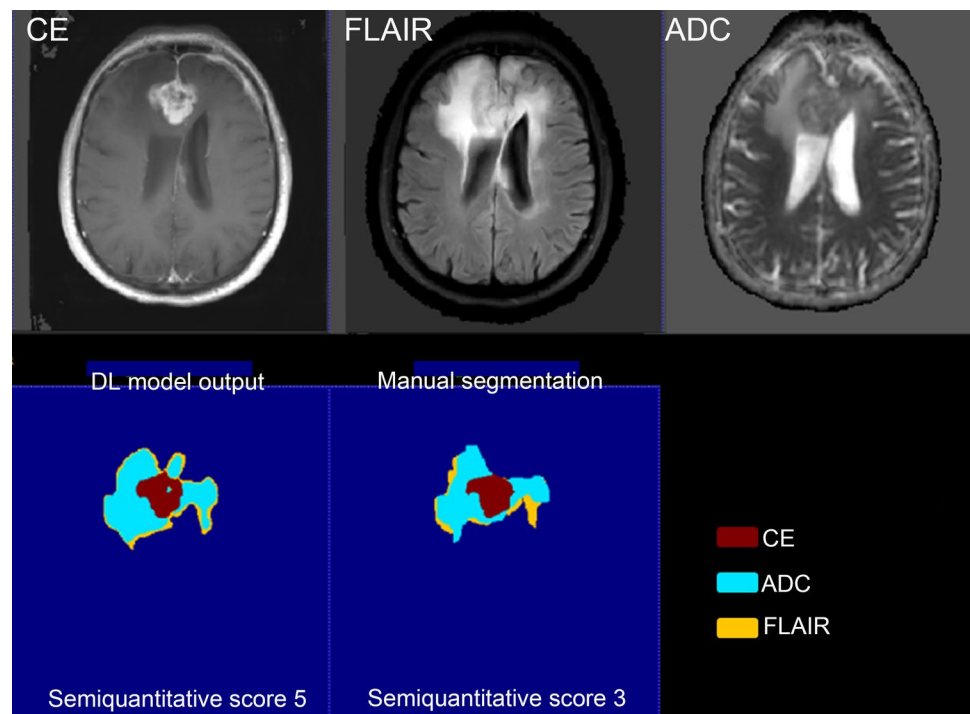 CE
FLAIR
ADC
DL model output
Manual segmentation
CE
ADC
FLAIR
Semiquantitative score 5
Semiquantitative score 3